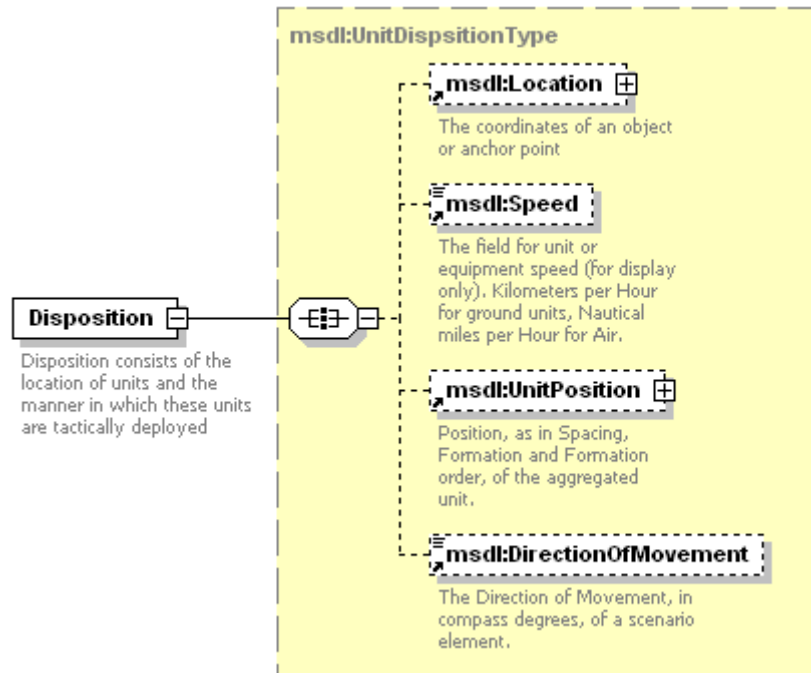 msdl:UnitDispsitionType
msdl:Location
The coordinates of an object
or anchor point
msdl:Speed
The field for unit or
equipment speed (for display
only). Kilometers per Hour
for ground units, Nautical
miles per Hour for Air.
Disposition
Disposition consists of the
location of units and the
manner in which these units
are tactically deployed
msdl:UnitPosition
Position, as in Spacing,
Formation and Formation
order, of the aggregated
unit.
msdl:DirectionOfMovement
The Direction of Movement, in
compass degrees, of a scenario
element.